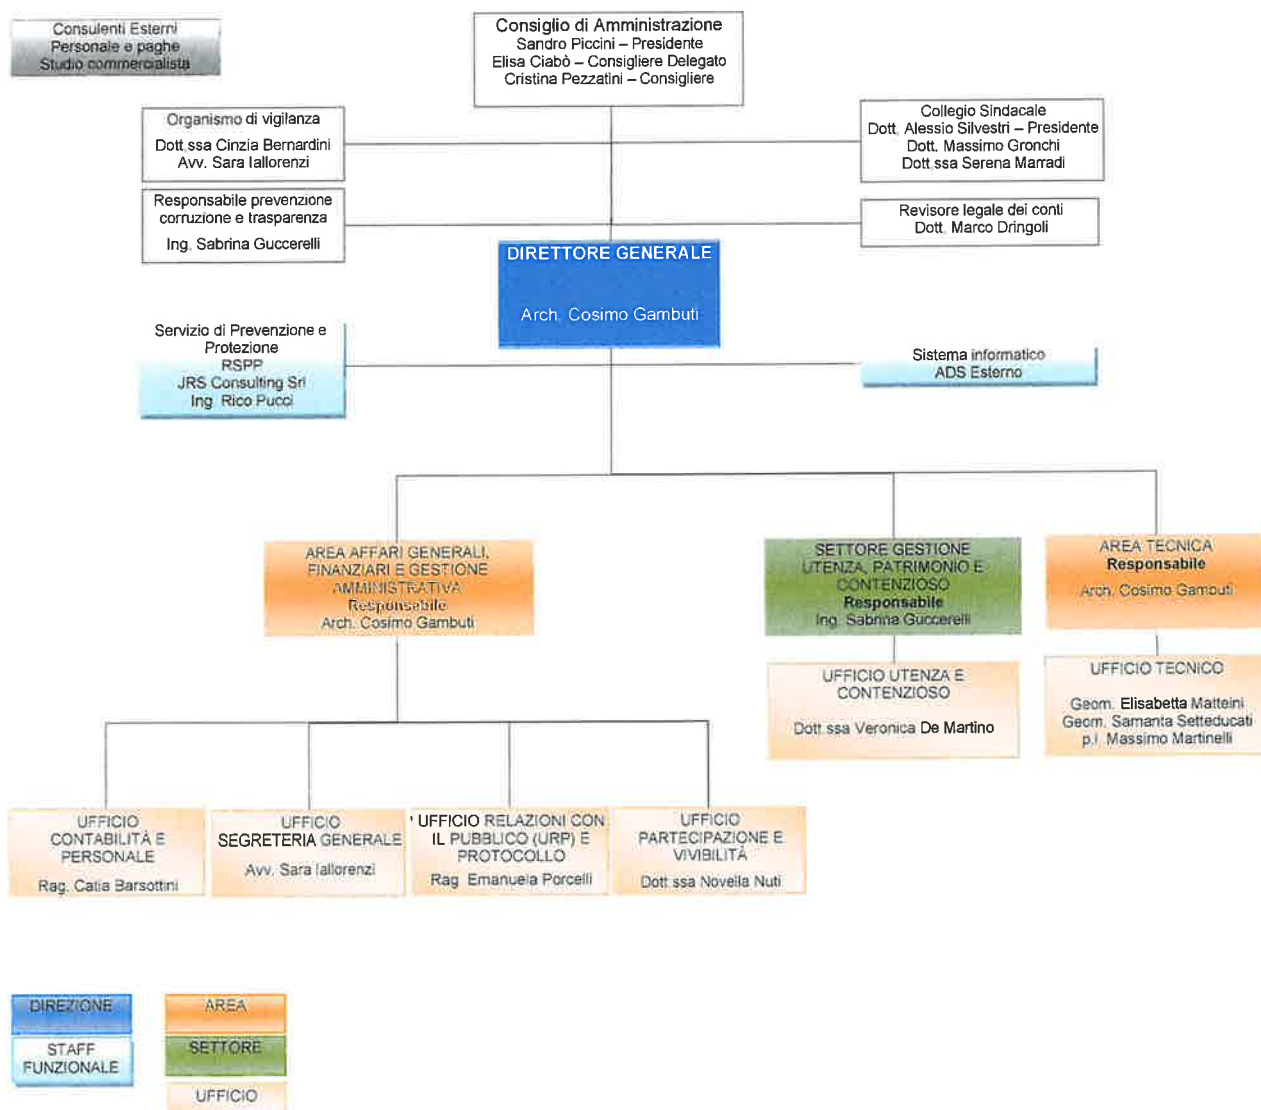 Consulenti Esterni
Personale e paghe
Studio commercialista
Consiglio di Amministrazione
Sandro Piccini – Presidente
Elisa Ciabò – Consigliere Delegato
Cristina Pezzatini – Consigliere
Organismo di vigilanza
Dott.ssa Cinzia Bernardini
Avv. Sara Iallorenzi
Collegio Sindacale
Dott. Alessio Silvestri – Presidente
Dott. Massimo Gronchi
Dott.ssa Serena Marradi
Responsabile prevenzione
corruzione e trasparenza
Ing. Sabrina Guccerelli
Revisore legale dei conti
Dott. Marco Dringoli
DIRETTORE GENERALE
Arch. Cosimo Gambuti
Servizio di Prevenzione e
Protezione
RSPP
JRS Consulting Srl
Ing. Rico Pucci
Sistema informatico
ADS Esterno
AREA AFFARI GENERALI,
FINANZIARI E GESTIONE
AMMINISTRATIVA
Responsabile
Arch. Cosimo Gambuti
SETTORE GESTIONE
UTENZA, PATRIMONIO E
CONTENZIOSO
Responsabile
Ing. Sabrina Guccerelli
AREA TECNICA
Responsabile
Arch. Cosimo Gambuti
UFFICIO UTENZA E
CONTENZIOSO
Dott.ssa Veronica De Martino
UFFICIO TECNICO
Geom. Elisabetta Matteini
Geom. Samanta Setteducati
p.i. Massimo Martinelli
UFFICIO
CONTABILITÀ E
PERSONALE
Rag. Catia Barsottini
UFFICIO
SEGRETERIA GENERALE
Avv. Sara Iallorenzi
UFFICIO RELAZIONI CON
IL PUBBLICO (URP) E
PROTOCOLLO
Rag. Emanuela Porcelli
UFFICIO
PARTECIPAZIONE E
VIVIBILITÀ
Dott.ssa Novella Nuti
DIREZIONE
STAFF
FUNZIONALE
AREA
SETTORE
UFFICIO